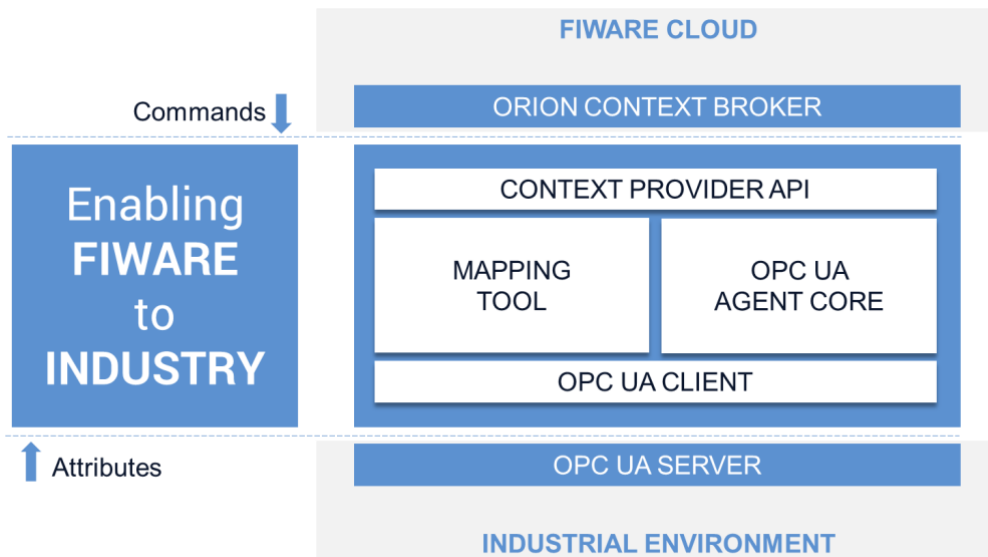 FIWARE CLOUD
Commands
ORION CONTEXT BROKER
Enabling
FIWARE
to
INDUSTRY
CONTEXT PROVIDER API
MAPPING
TOOL
OPC UA
AGENT CORE
OPC UA CLIENT
Attributes
OPC UA SERVER
INDUSTRIAL ENVIRONMENT